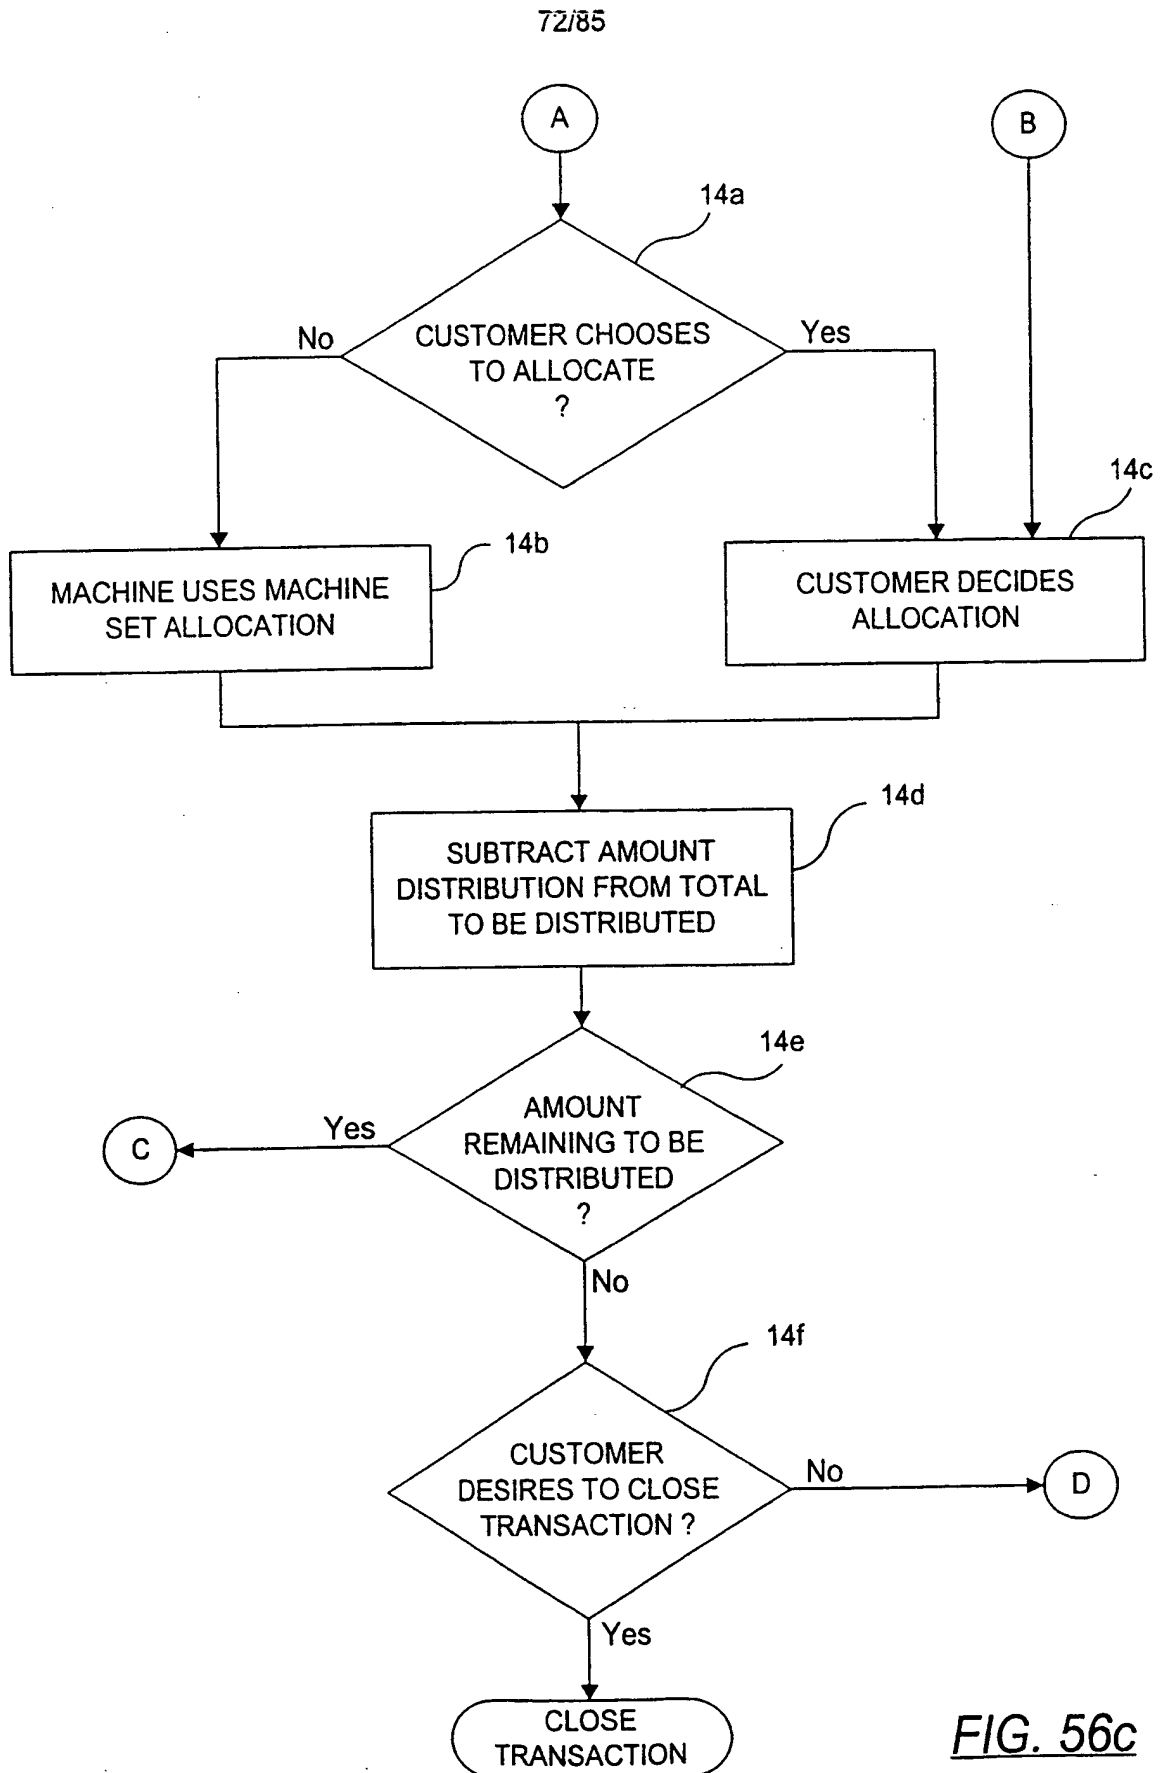 72/85
A
B
14a
No
CUSTOMER CHOOSES
TO ALLOCATE
?
Yes
14c
14b
MACHINE USES MACHINE
SET ALLOCATION
CUSTOMER DECIDES
ALLOCATION
14d
SUBTRACT AMOUNT
DISTRIBUTION FROM TOTAL
TO BE DISTRIBUTED
14e
C
Yes
AMOUNT
REMAINING TO BE
DISTRIBUTED
?
No
14f
CUSTOMER
DESIRES TO CLOSE
TRANSACTION ?
No
D
Yes
CLOSE
TRANSACTION
FIG. 56c